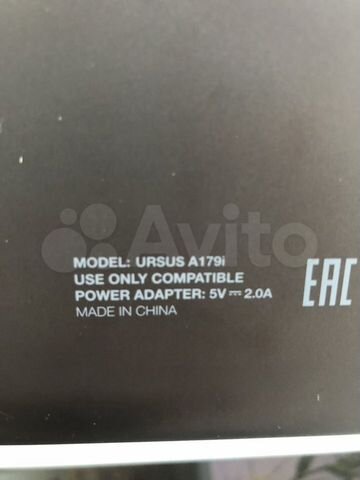 Avito
MODEL: URSUS A179i
USE ONLY COMPATIBLE
POWER ADAPTER: 5V ⎓ 2.0A
MADE IN CHINA
EAC